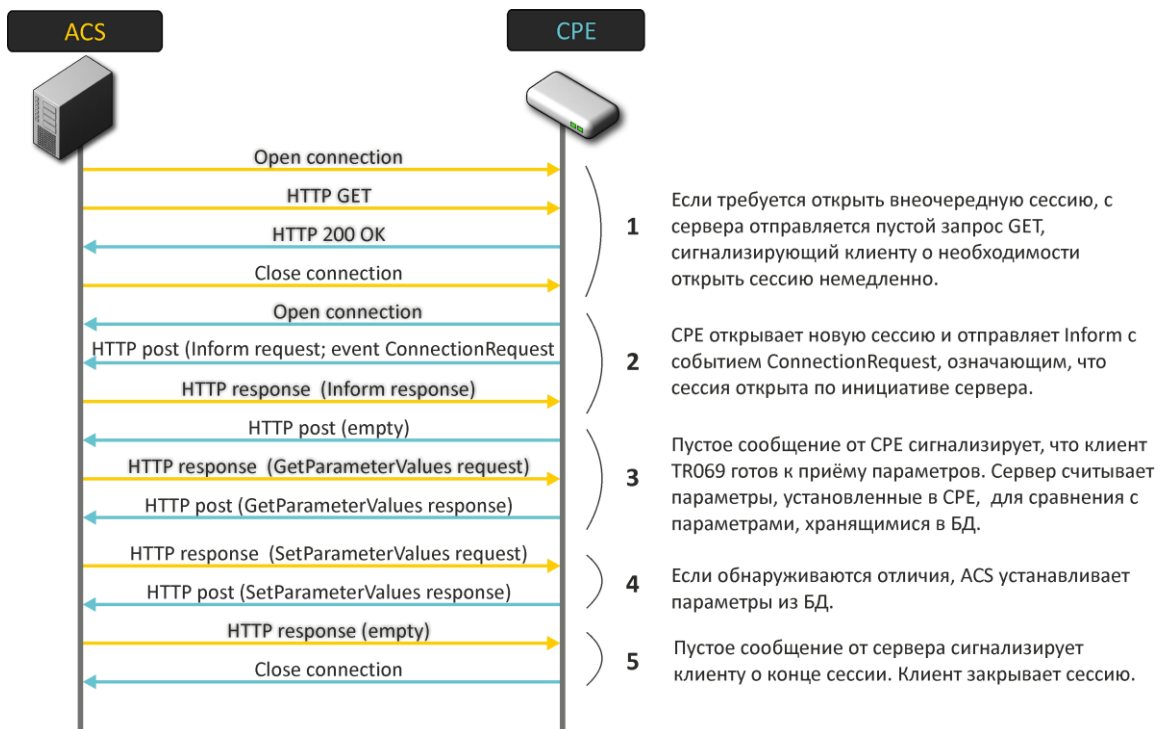 ACS
CPE
Open connection
HTTP GET
HTTP 200 OK
Close connection
1
Если требуется открыть внеочередную сессию, с
сервера отправляется пустой запрос GET,
сигнализирующий клиенту о необходимости
открыть сессию немедленно.
Open connection
HTTP post (Inform request; event ConnectionRequest
HTTP response (Inform response)
2
CPE открывает новую сессию и отправляет Inform с
событием ConnectionRequest, означающим, что
сессия открыта по инициативе сервера.
HTTP post (empty)
HTTP response (GetParameterValues request)
HTTP post (GetParameterValues response)
3
Пустое сообщение от CPE сигнализирует, что клиент
TR069 готов к приёму параметров. Сервер считывает
параметры, установленные в CPE, для сравнения с
параметрами, хранящимися в БД.
HTTP response (SetParameterValues request)
HTTP post (SetParameterValues response)
4
Если обнаруживаются отличия, ACS устанавливает
параметры из БД.
HTTP response (empty)
Close connection
5
Пустое сообщение от сервера сигнализирует
клиенту о конце сессии. Клиент закрывает сессию.